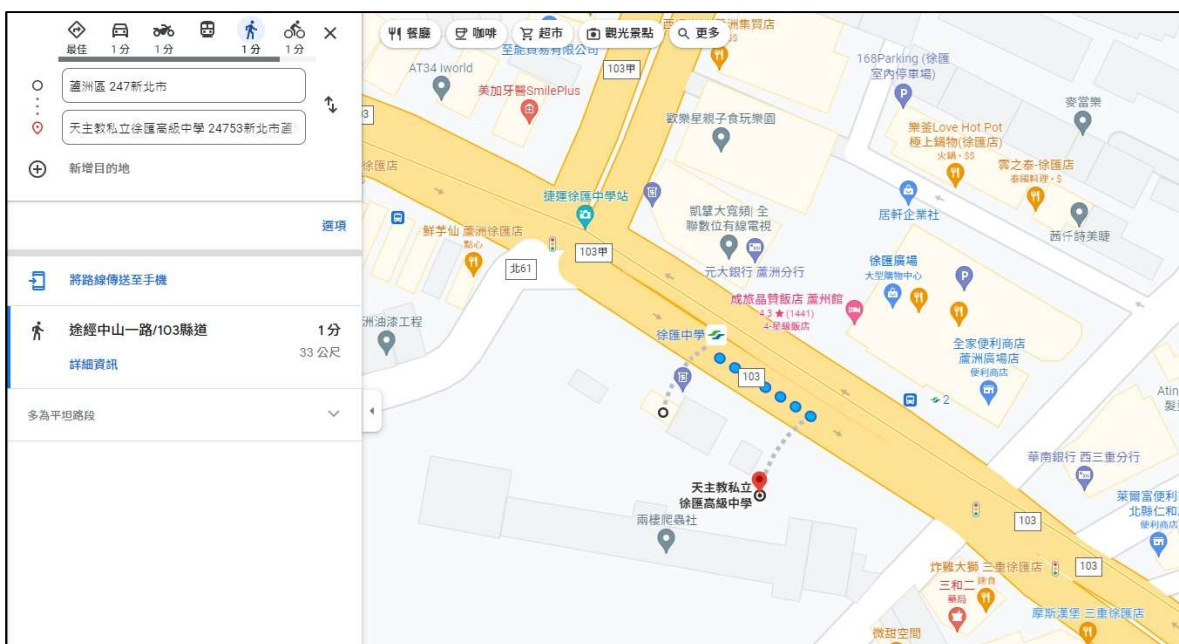 最佳
1 分
1 分
1 分
1 分
蘆洲區 247新北市
天主教私立徐匯高級中學 24753新北市蘆
新增目的地
選項
將路線傳送至手機
途經中山一路/103縣道
1 分
33 公尺
詳細資訊
多為平坦路段
餐廳
咖啡
超市
觀光景點
更多
至能貿易有限公司
洲集賀店
103甲
AT34 iworld
美加牙醫SmilePlus
歡樂星親子食玩樂園
168Parking (徐匯
室內停車場)
麥當樂
樂釜Love Hot Pot
極上鍋物(徐匯店)
火鍋・$$
雲之泰-徐匯店
泰國料理・$
徐匯店
捷運徐匯中學站
鮮芋仙 蘆洲徐匯店
點心
103甲
北61
凱擘大寬頻| 全
聯數位有線電視
元大銀行 蘆洲分行
居軒企業社
茜仟詩美睫
徐匯廣場
大型購物中心
成旅晶贊飯店 蘆洲館
4.3 ★ (1441)
4-星級飯店
洲油漆工程
徐匯中學
103
全家便利商店
蘆洲廣場店
便利商店
2
Atin
華南銀行 西三重分行
天主教私立
徐匯高級中學
兩棲爬蟲社
103
萊爾富便利
北縣仁和
便利商店
103
炸雞大獅 三重徐匯店
速食
三和二
藥局
摩斯漢堡 三重徐匯店
微甜空間